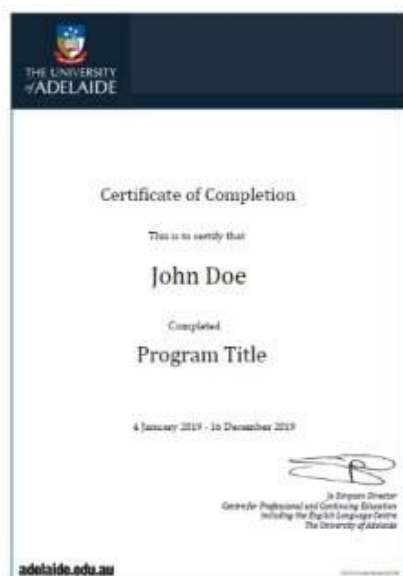 THE UNIVERSITY
of ADELAIDE
Certificate of Completion
This is to certify that
John Doe
Completed
Program Title
4 January 2019 - 16 December 2019
Jo Simpson Director
Centre for Professional and Continuing Education
including the English Language Centre
The University of Adelaide
adelaide.edu.au